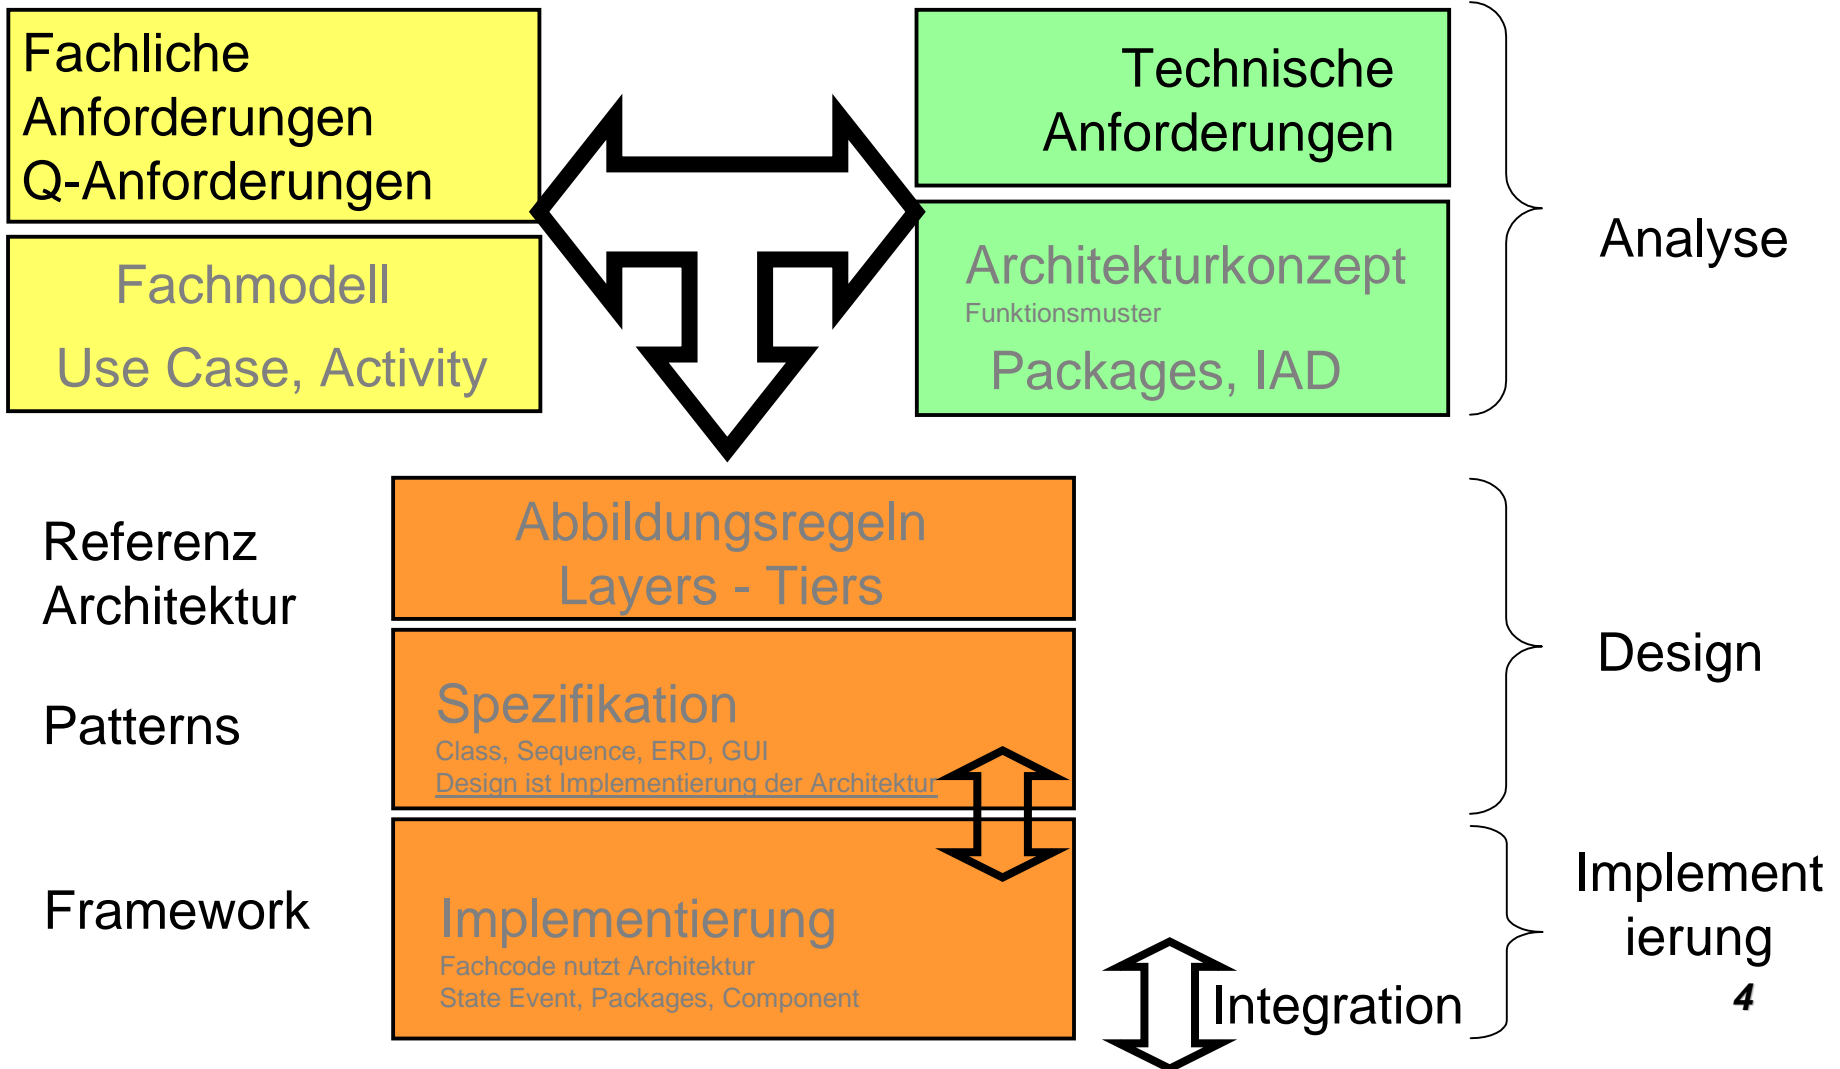 Fachliche
Anforderungen
Q-Anforderungen
Fachmodell
Use Case, Activity
Technische
Anforderungen
Architekturkonzept
Funktionsmuster
Packages, IAD
Analyse
Referenz
Architektur
Patterns
Framework
Abbildungsregeln
Layers - Tiers
Spezifikation
Class, Sequence, ERD, GUI
Design ist Implementierung der Architektur
Design
Implementierung
Fachcode nutzt Architektur
State Event, Packages, Component
Integration
Implement
ierung
4